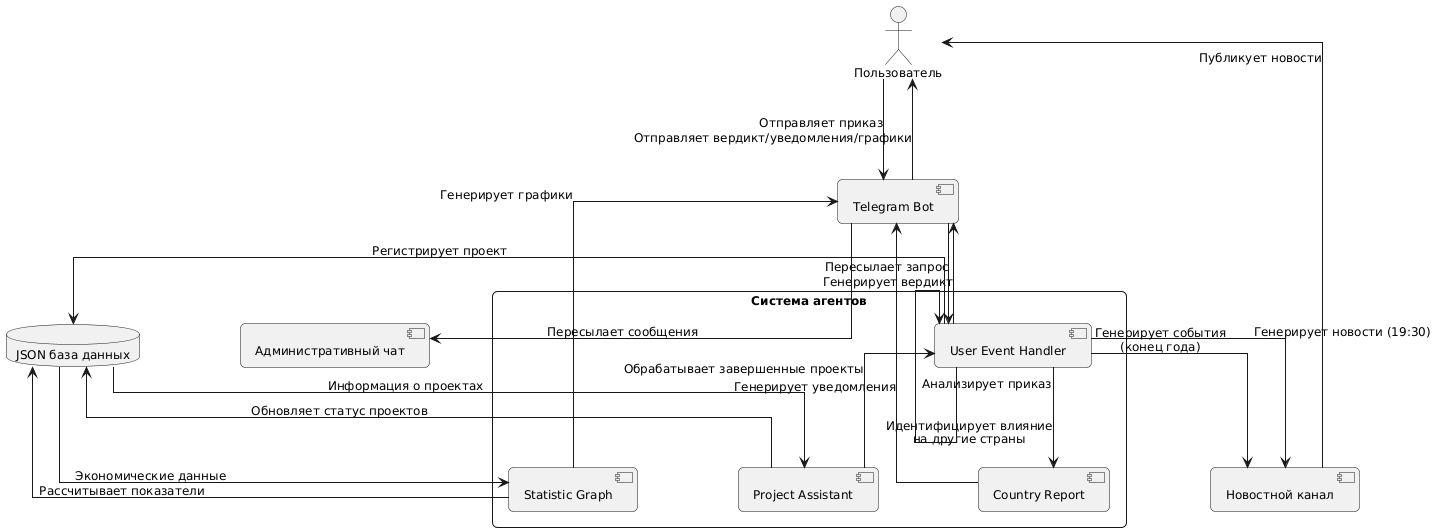 Публикует новости
Пользователь
Отправляет приказ
Отправляет вердикт/уведомления/графики
Генерирует графики
Telegram Bot
Регистрирует проект
Пересылает запрос
Генерирует вердикт
Система агентов
JSON база данных
Административный чат
Пересылает сообщения
User Event Handler
Генерирует события
(конец года)
Генерирует новости (19:30)
Обрабатывает завершенные проекты
Информация о проектах
Генерирует уведомления
Анализирует приказ
Обновляет статус проектов
Идентифицирует влияние
на другие страны
Экономические данные
Рассчитывает показатели
Statistic Graph
Project Assistant
Country Report
Новостной канал